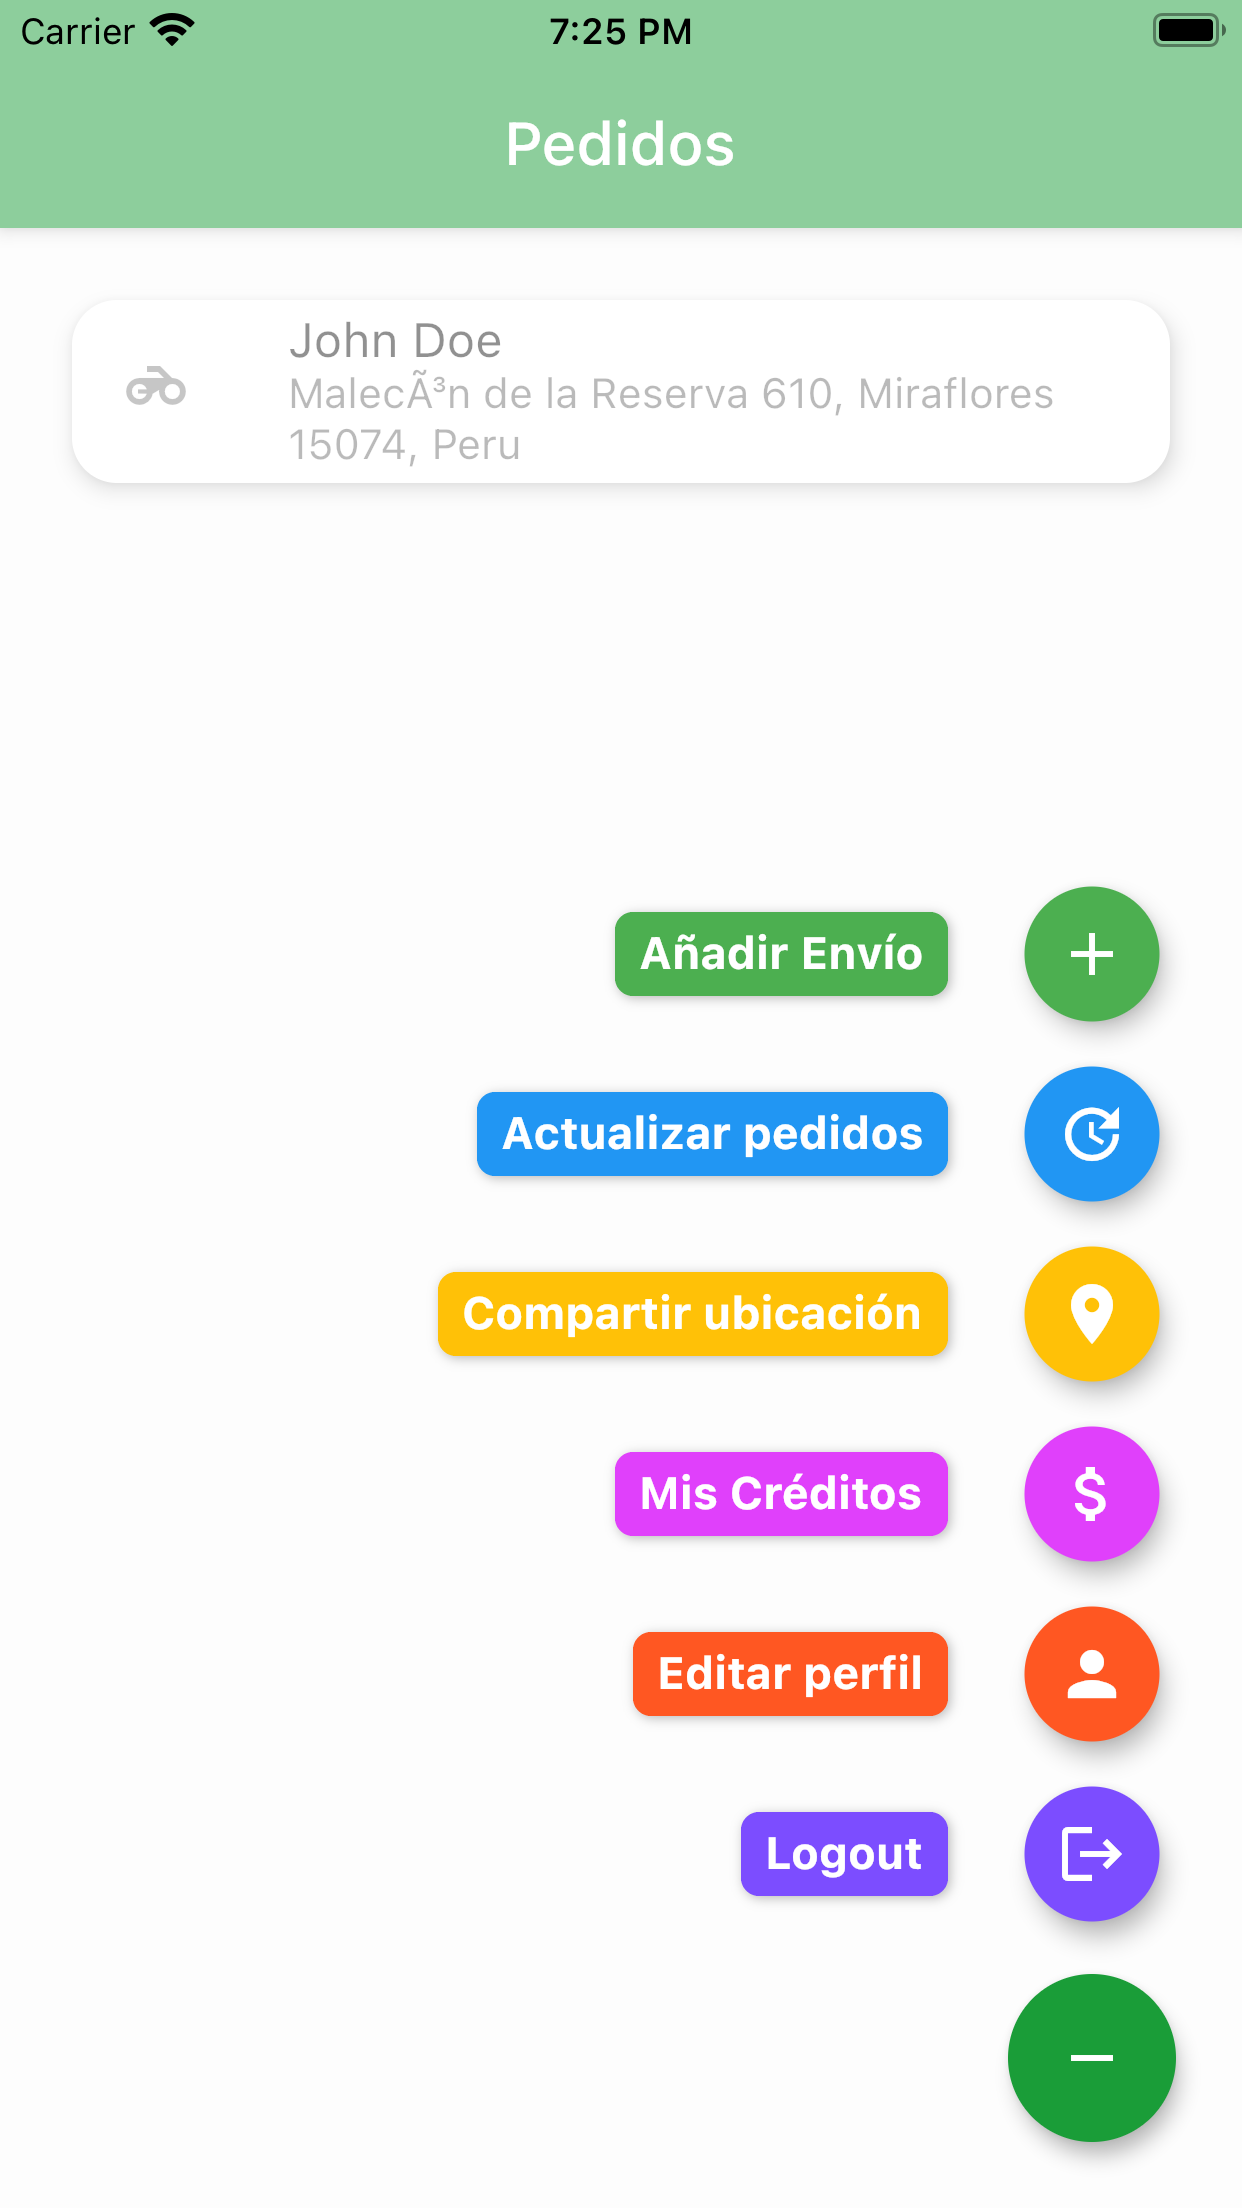 Carrier 7:25 PM
Pedidos
John Doe
MalecÃ³n de la Reserva 610, Miraflores
15074, Peru
Añadir Envío
Actualizar pedidos
Compartir ubicación
Mis Créditos
Editar perfil
Logout